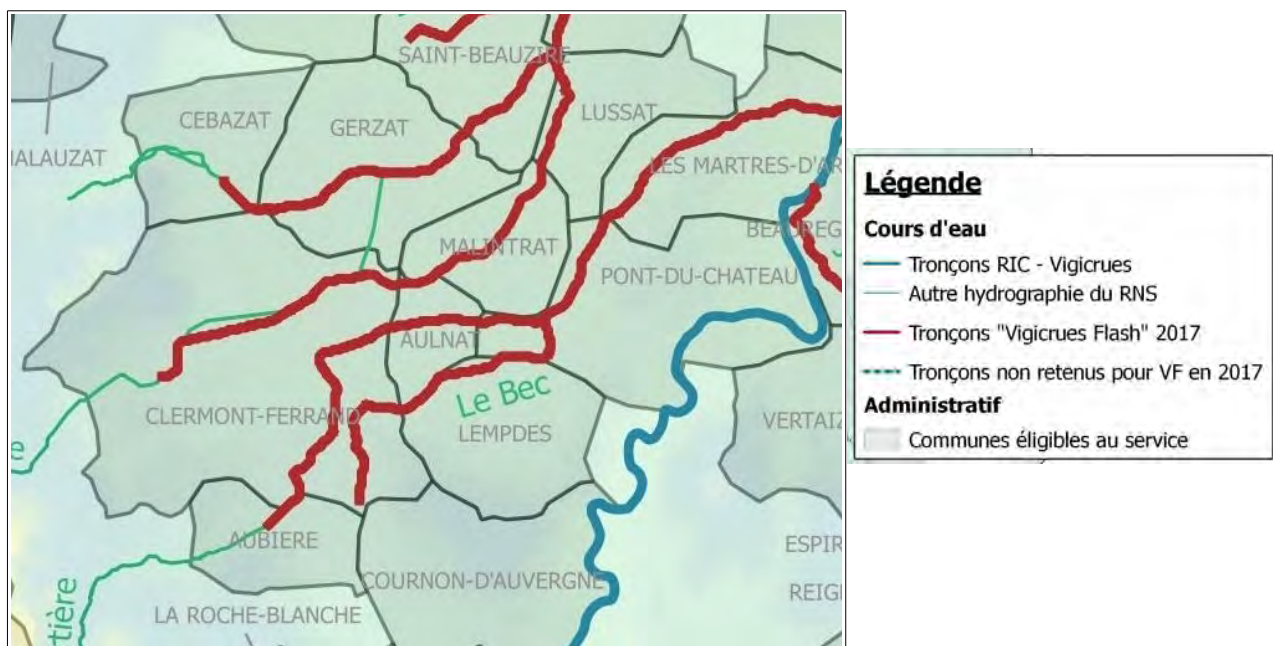 SAINT-BEAUZIRE
CEBAZAT
GERZAT
LUSSAT
HALAUZAT
LES MARTRES-D'AR
MALINTRAT
BEAUREG
PONT-DU-CHATEAU
AULNAT
Le Bec
CLERMONT-FERRAND
LEMPDES
VERTAIZ
e
AUBIERE
ESPIR
COURNON-D'AUVERGNE
REIG
LA ROCHE-BLANCHE
tière
Légende
Cours d'eau
Tronçons RIC - Vigicrues
Autre hydrographie du RNS
Tronçons "Vigicrues Flash" 2017
Tronçons non retenus pour VF en 2017
Administratif
Communes éligibles au service